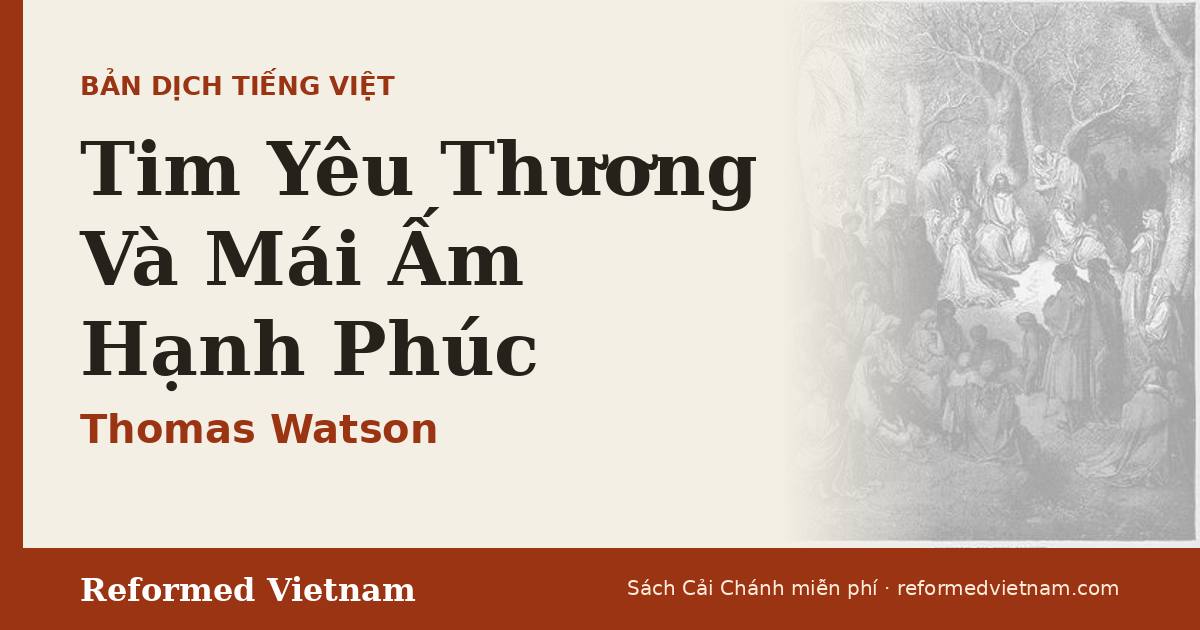 BẢN DỊCH TIẾNG VIỆT
Tim Yêu Thương
Và Mái Ấm
Hạnh Phúc
Thomas Watson
Reformed Vietnam
Sách Cải Chánh miễn phí · reformedvietnam.com